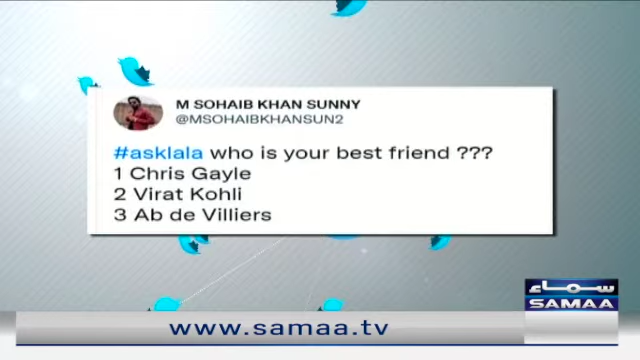 M SOHAIB KHAN SUNNY
@MSOHAIBKHANSUN2
#asklala who is your best friend ???
1 Chris Gayle
2 Virat Kohli
3 Ab de Villiers
سماء
SAMAA
www.samaa.tv